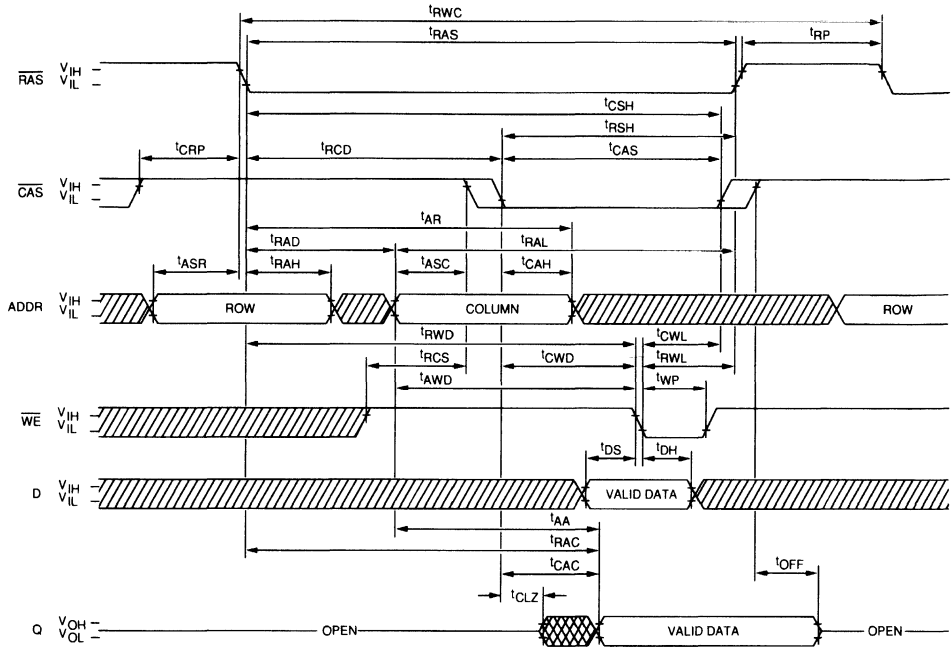 tRWC
tRAS
tRP
RAS VIH VIL
tCSH
tRSH
tCRP tRCD tCAS
CAS VIH VIL
tAR
tRAD tRAL
tASR tRAH tASC tCAH
ADDR VIH VIL ROW COLUMN ROW
tRWD tCWL
tRCS tCWD tRWL
tAWD tWP
WE VIH VIL
tDS tDH
D VIH VIL VALID DATA
tAA
tRAC
tCAC tOFF
tCLZ
Q VOH VOL OPEN VALID DATA OPEN